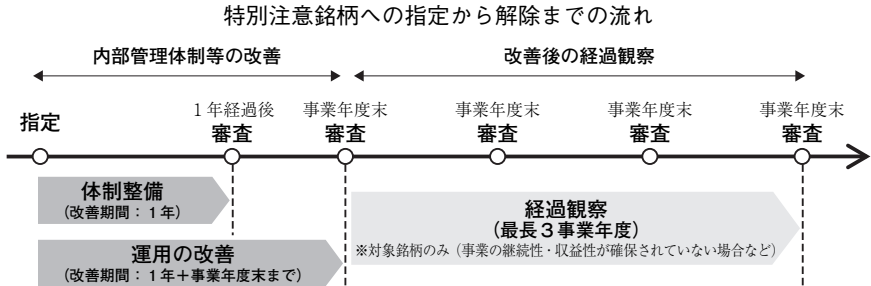 特別注意銘柄への指定から解除までの流れ
内部管理体制等の改善
改善後の経過観察
指定
1年経過後
審査
事業年度末
審査
事業年度末
審査
事業年度末
審査
事業年度末
審査
体制整備
(改善期間：1年)
運用の改善
(改善期間：1年＋事業年度末まで)
経過観察
(最長3事業年度)
※対象銘柄のみ（事業の継続性・収益性が確保されていない場合など）